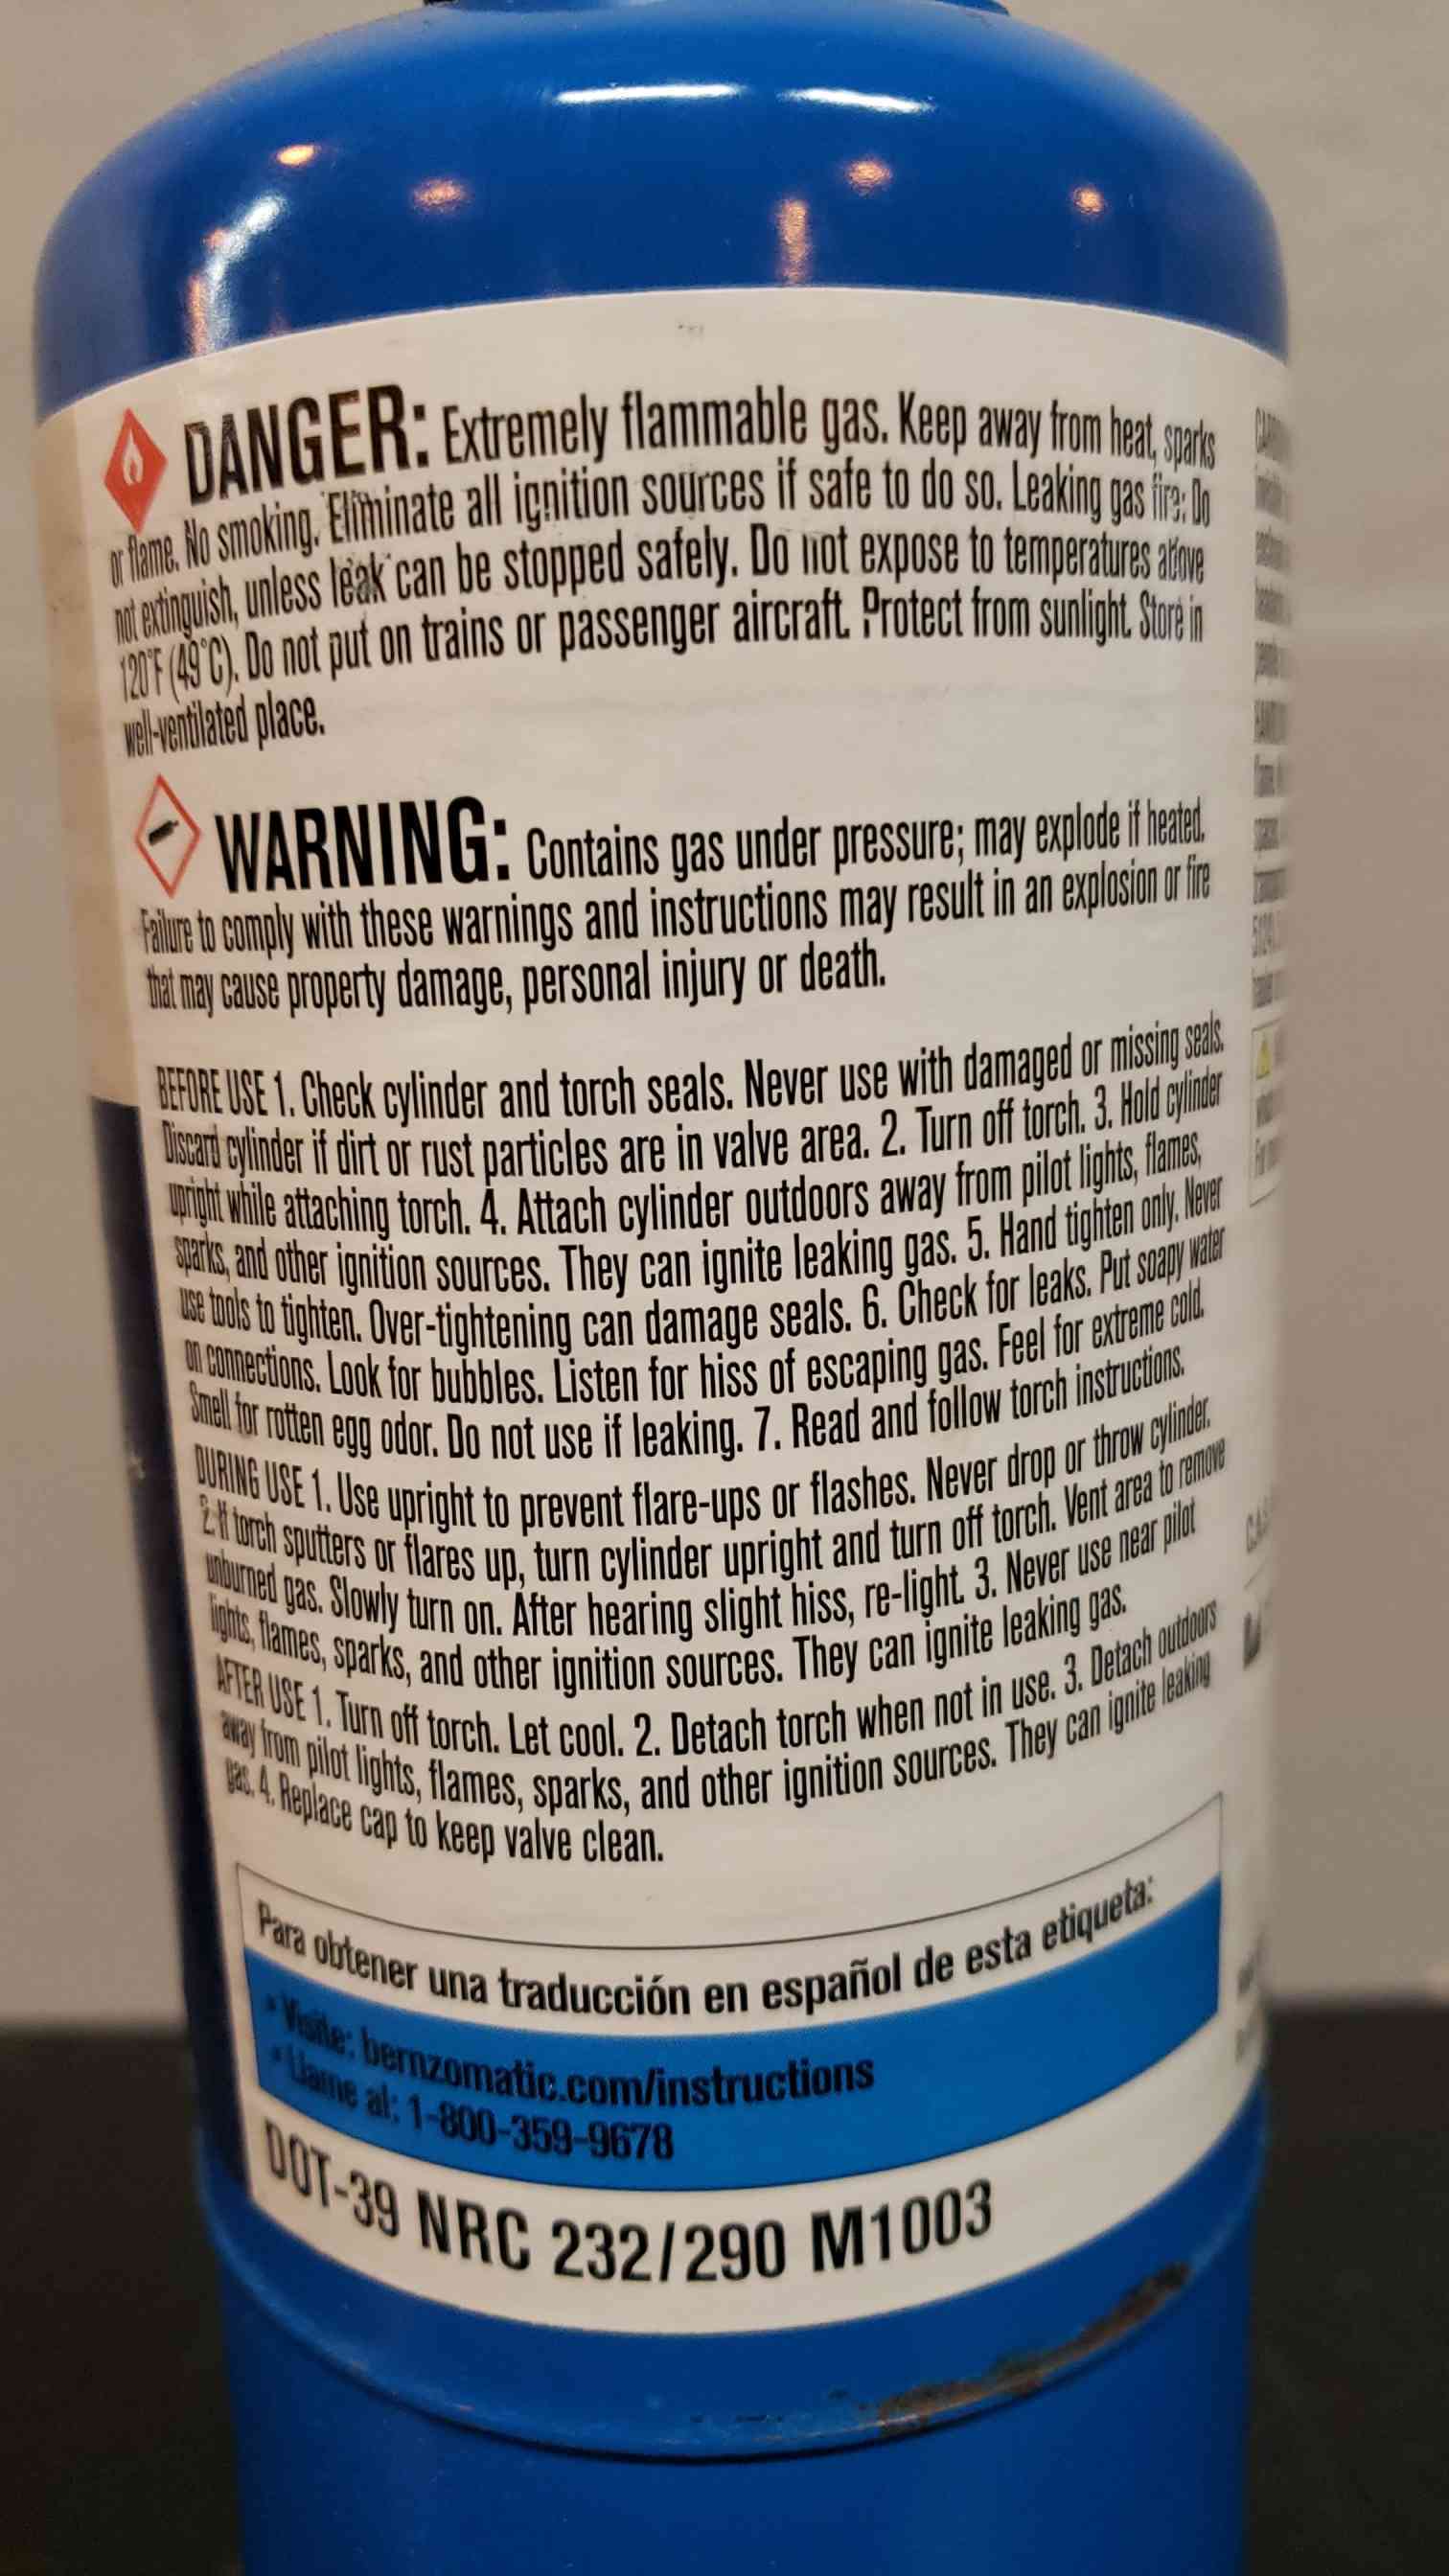 DANGER: Extremely flammable gas. Keep away from heat, sparks
or flame. No smoking. Eliminate all ignition sources if safe to do so. Leaking gas fire: Do
not extinguish, unless leak can be stopped safely. Do not expose to temperatures above
120°F (49°C). Do not put on trains or passenger aircraft. Protect from sunlight. Store in
well-ventilated place.
WARNING: Contains gas under pressure; may explode if heated.
Failure to comply with these warnings and instructions may result in an explosion or fire
that may cause property damage, personal injury or death.
BEFORE USE 1. Check cylinder and torch seals. Never use with damaged or missing seals.
Discard cylinder if dirt or rust particles are in valve area. 2. Turn off torch. 3. Hold cylinder
upright while attaching torch. 4. Attach cylinder outdoors away from pilot lights, flames,
sparks, and other ignition sources. They can ignite leaking gas. 5. Hand tighten only. Never
use tools to tighten. Over-tightening can damage seals. 6. Check for leaks. Put soapy water
on connections. Look for bubbles. Listen for hiss of escaping gas. Feel for extreme cold.
Smell for rotten egg odor. Do not use if leaking. 7. Read and follow torch instructions.
DURING USE 1. Use upright to prevent flare-ups or flashes. Never drop or throw cylinder.
2. If torch sputters or flares up, turn cylinder upright and turn off torch. Vent area to remove
unburned gas. Slowly turn on. After hearing slight hiss, re-light. 3. Never use near pilot
lights, flames, sparks, and other ignition sources. They can ignite leaking gas.
AFTER USE 1. Turn off torch. Let cool. 2. Detach torch when not in use. 3. Detach outdoors
away from pilot lights, flames, sparks, and other ignition sources. They can ignite leaking
gas. 4. Replace cap to keep valve clean.
Para obtener una traducción en español de esta etiqueta:
• Visite: bernzomatic.com/instructions
• Llame al: 1-800-359-9678
DOT-39 NRC 232/290 M1003